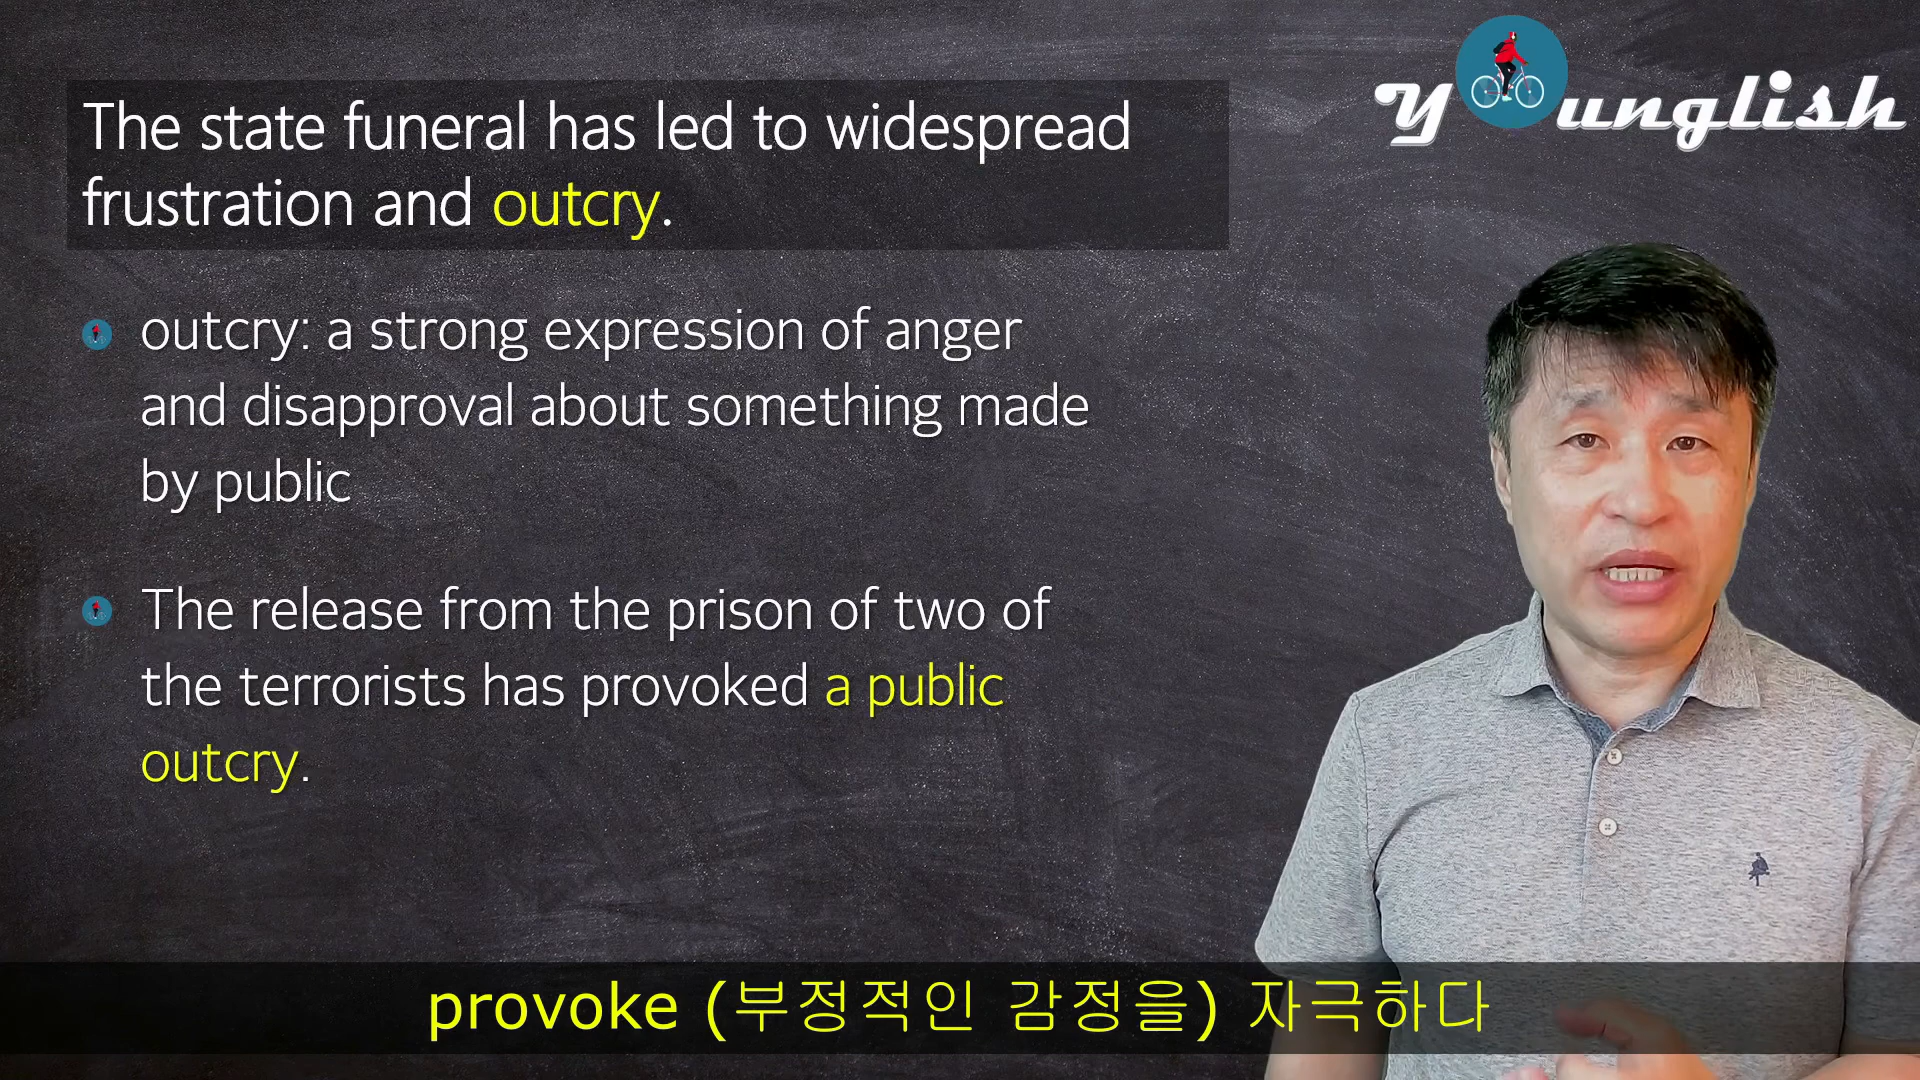 Younglish
The state funeral has led to widespread
frustration and outcry.
outcry: a strong expression of anger
and disapproval about something made
by public
The release from the prison of two of
the terrorists has provoked a public
outcry.
provoke (부정적인 감정을) 자극하다